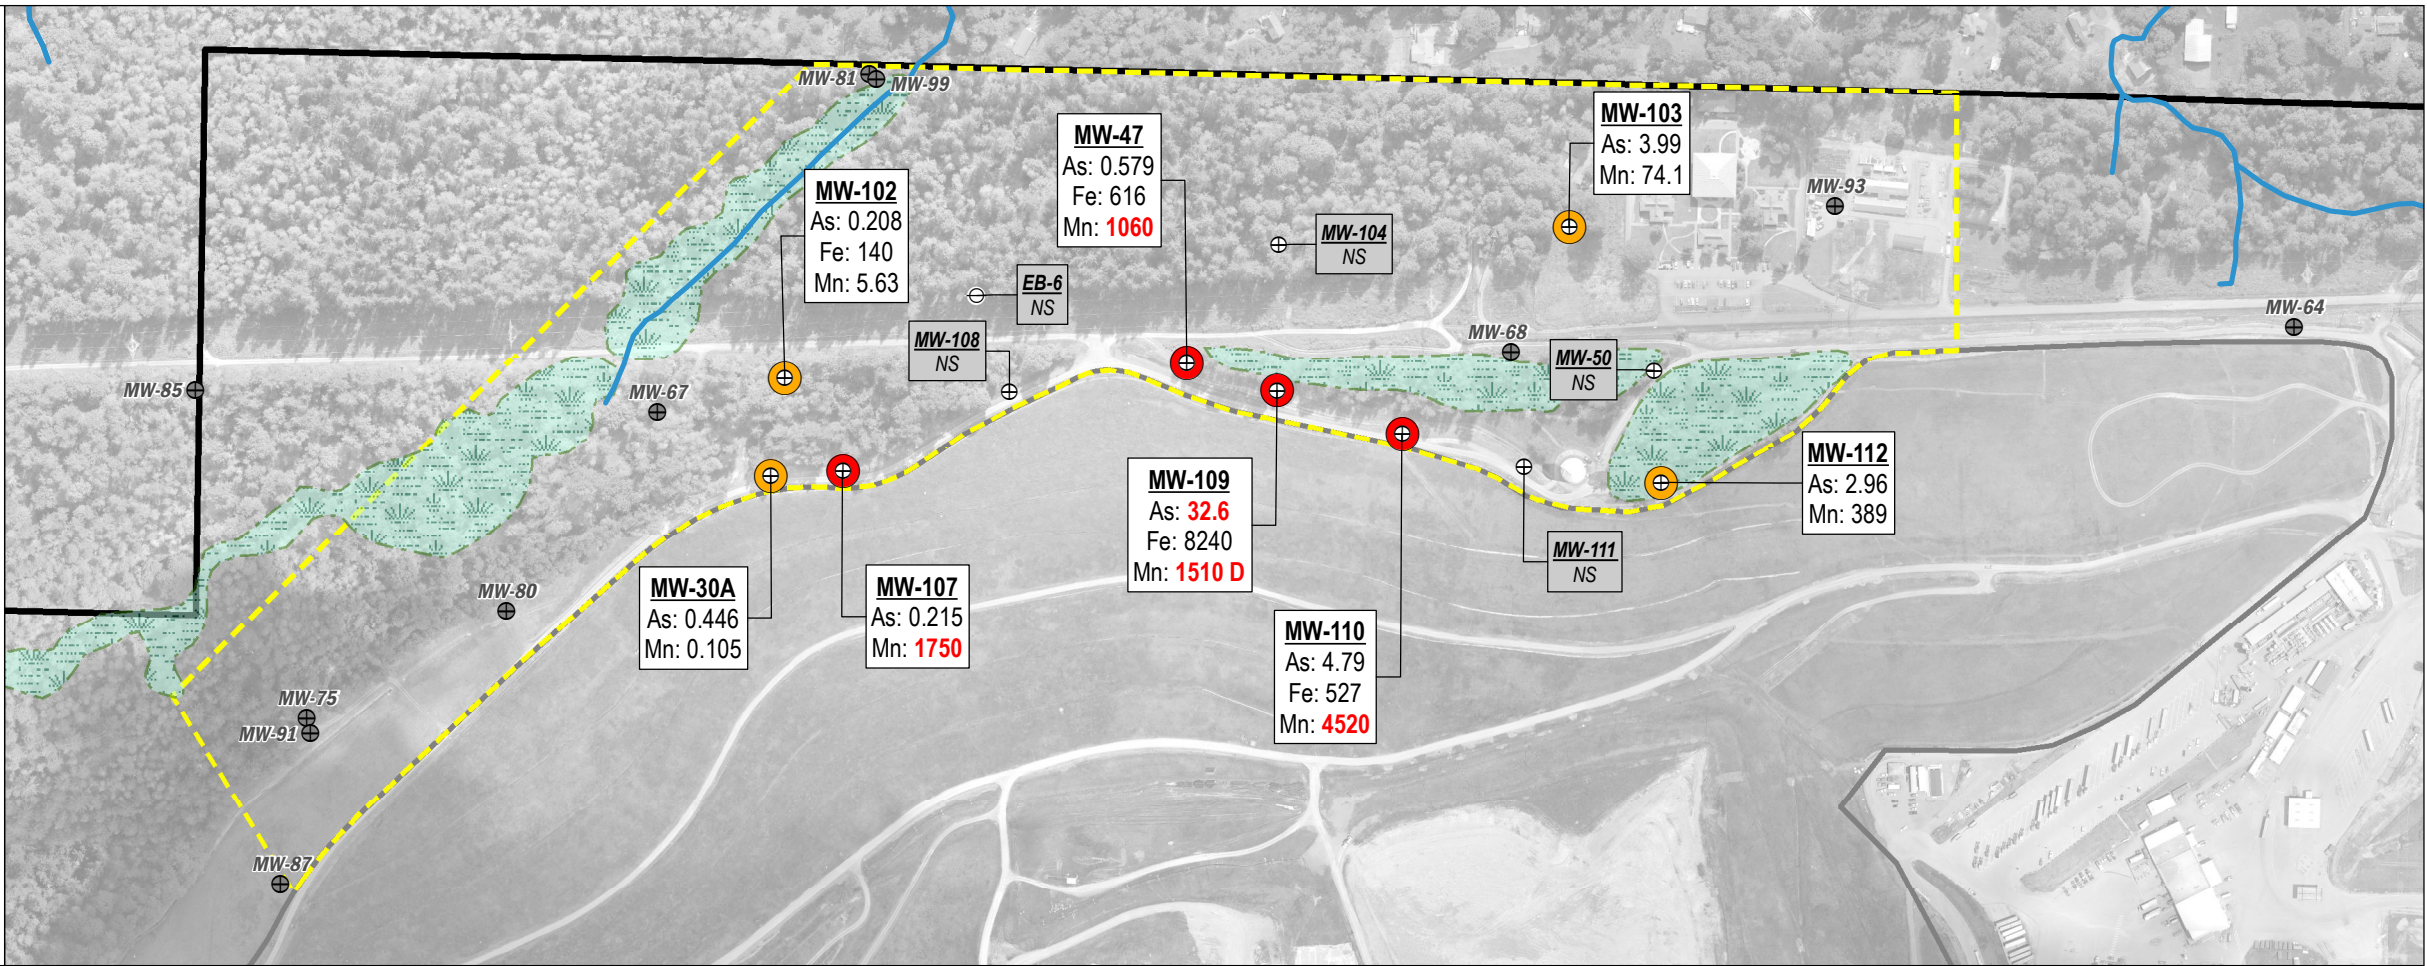 MW-81
MW-99
MW-103
As: 3.99
Mn: 74.1
MW-47
As: 0.579
Fe: 616
Mn: 1060
MW-102
As: 0.208
Fe: 140
Mn: 5.63
MW-93
MW-104
NS
EB-6
NS
MW-64
MW-68
MW-108
NS
MW-50
NS
MW-85
MW-67
MW-112
As: 2.96
Mn: 389
MW-109
As: 32.6
Fe: 8240
Mn: 1510 D
MW-111
NS
MW-30A
As: 0.446
Mn: 0.105
MW-107
As: 0.215
Mn: 1750
MW-80
MW-110
As: 4.79
Fe: 527
Mn: 4520
MW-75
MW-91
MW-87